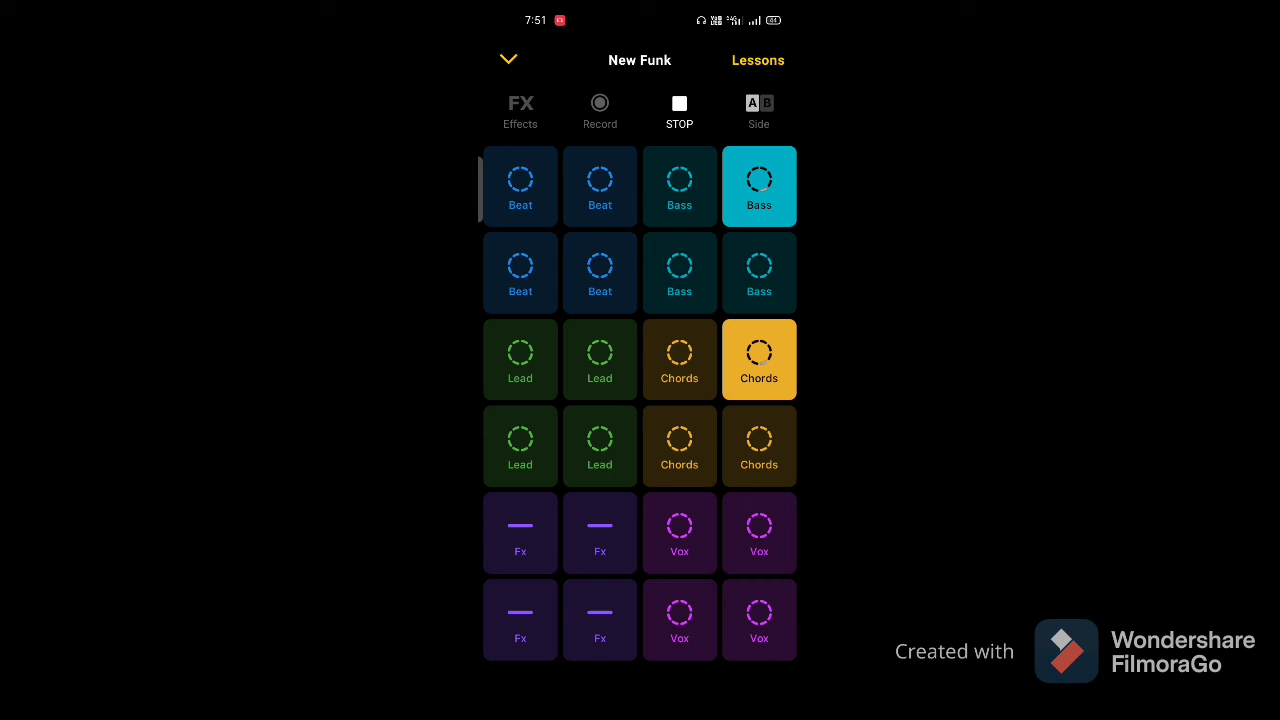 7:51
44
New Funk
Lessons
FX
A B
Effects
Record
STOP
Side
Beat
Beat
Bass
Bass
Beat
Beat
Bass
Bass
Lead
Lead
Chords
Chords
Lead
Lead
Chords
Chords
Fx
Fx
Vox
Vox
Fx
Fx
Vox
Vox
Created with
Wondershare
FilmoraGo